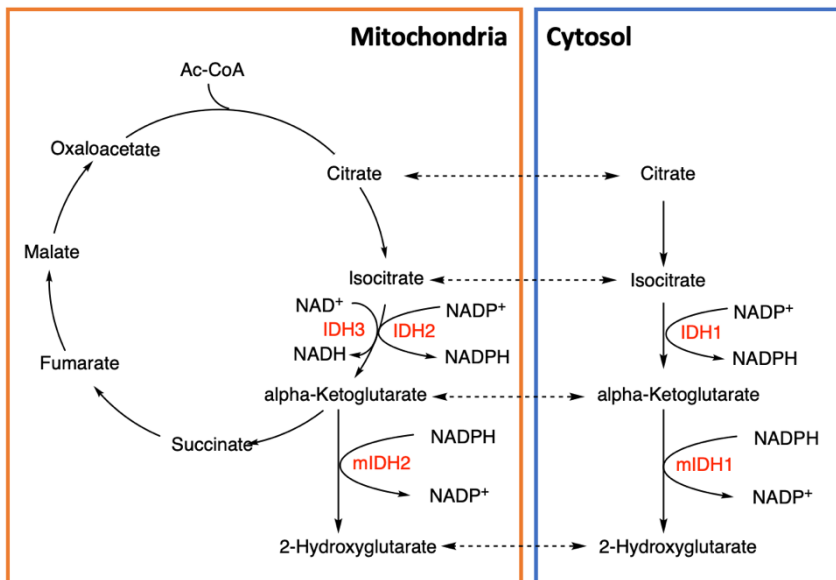 Mitochondria
Cytosol
Ac-CoA
Oxaloacetate
Citrate
Citrate
Malate
Isocitrate
Isocitrate
NAD+
NADP+
NADP+
IDH3
IDH2
IDH1
NADH
NADPH
NADPH
Fumarate
alpha-Ketoglutarate
alpha-Ketoglutarate
Succinate
NADPH
NADPH
mIDH2
mIDH1
NADP+
NADP+
2-Hydroxyglutarate
2-Hydroxyglutarate